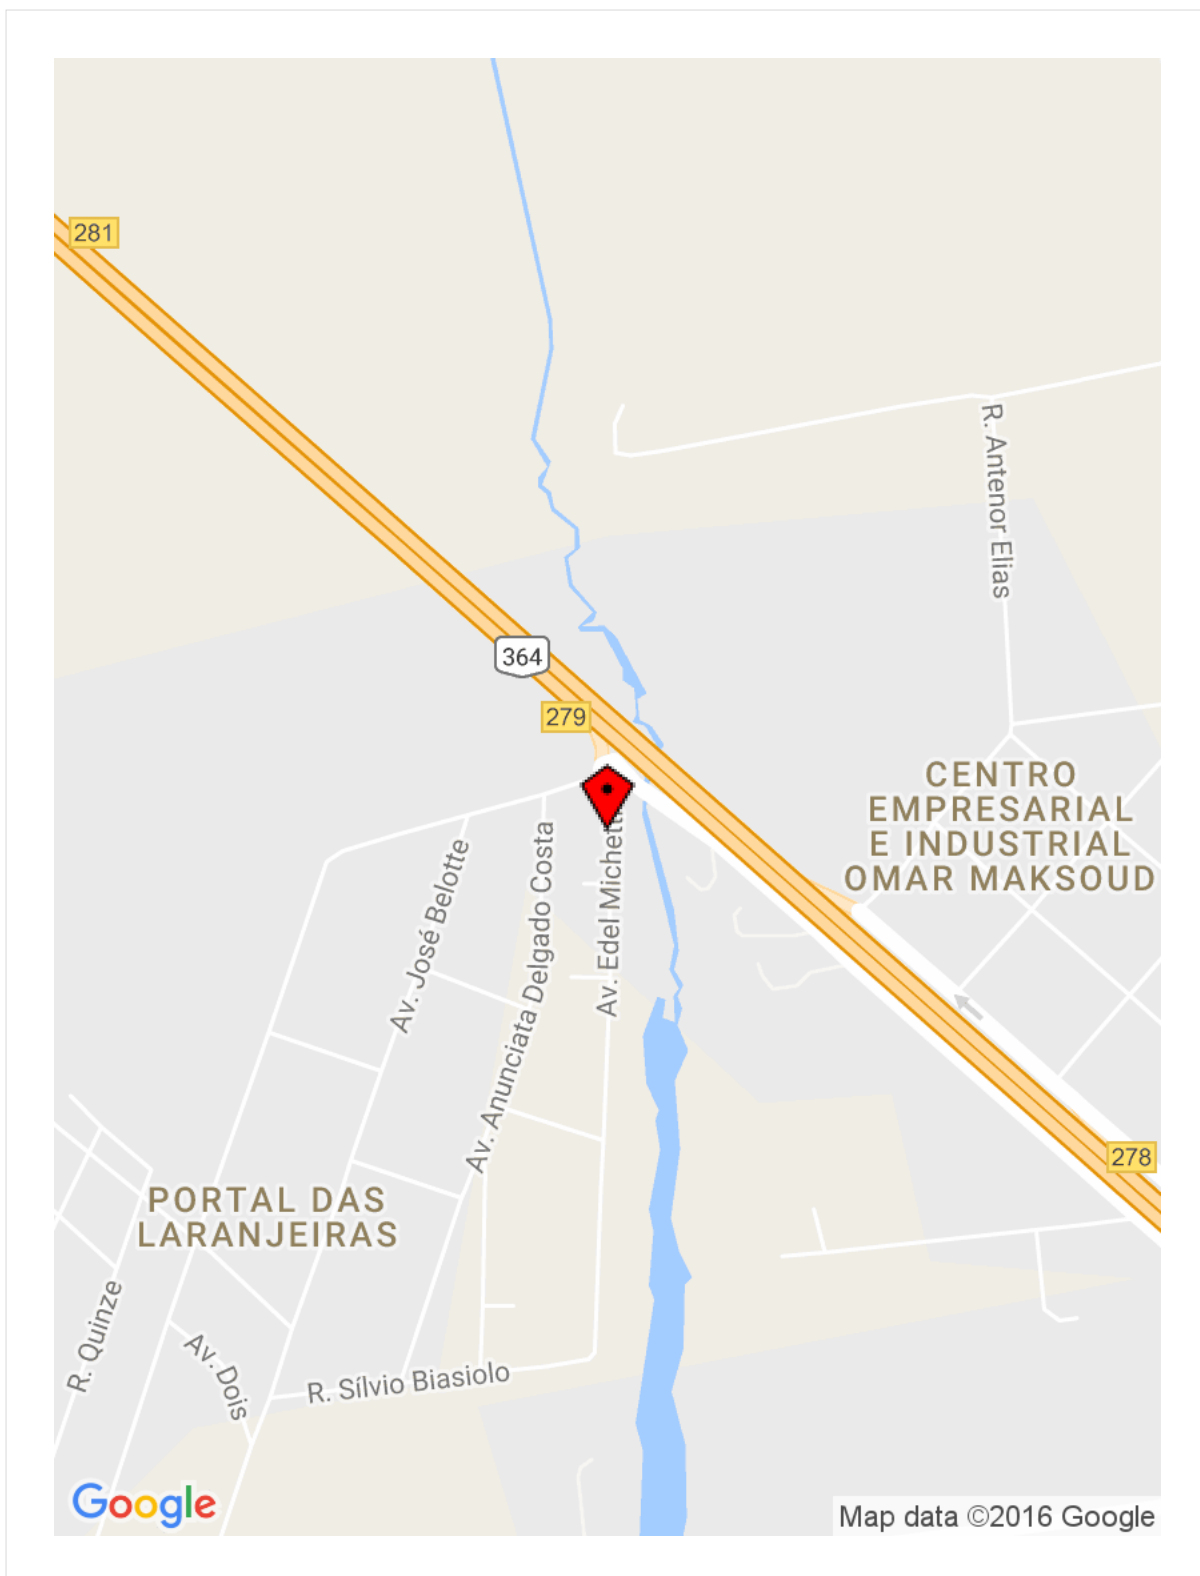 281
R. Antenor Elias
364
279
CENTRO
EMPRESARIAL
E INDUSTRIAL
OMAR MAKSOUD
Av. José Belotte
Av. Anunciata Delgado Costa
Av. Edel Michett
278
PORTAL DAS
LARANJEIRAS
R. Quinze
Av. Dois
R. Sílvio Biasiolo
Google
Map data ©2016 Google